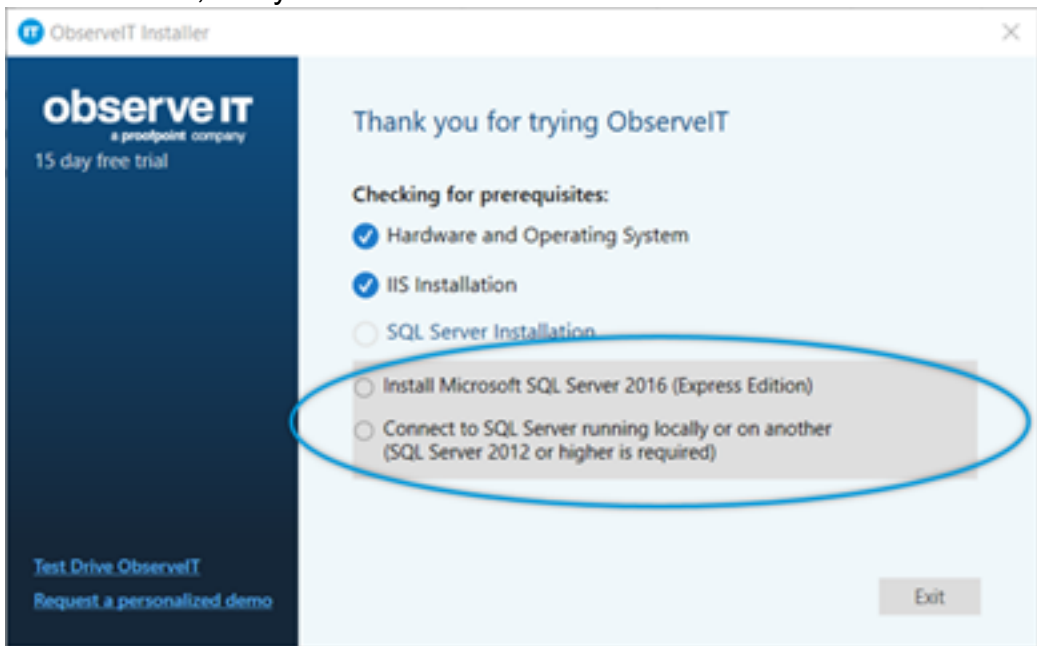 ObserveIT Installer
observe IT
a proofpoint company
15 day free trial
Thank you for trying ObserveIT
Checking for prerequisites:
Hardware and Operating System
IIS Installation
SQL Server Installation
Install Microsoft SQL Server 2016 (Express Edition)
Connect to SQL Server running locally or on another
(SQL Server 2012 or higher is required)
Test Drive ObserveIT
Request a personalized demo
Exit